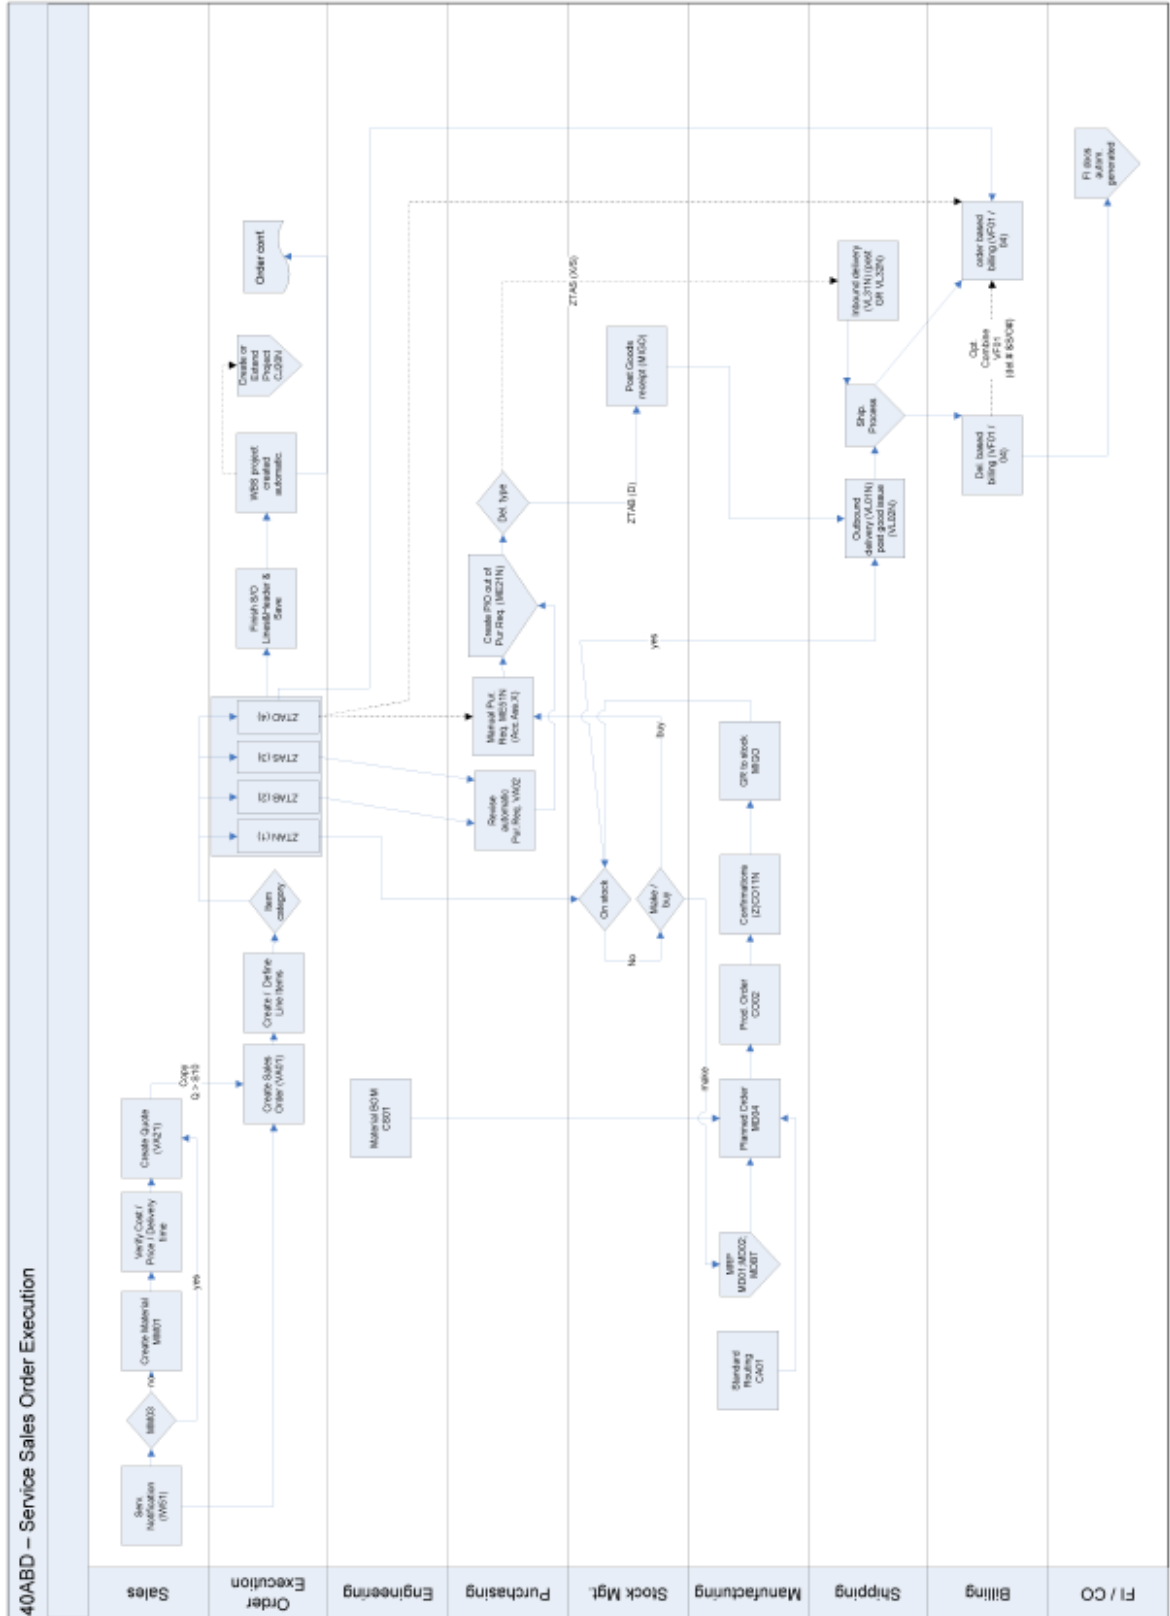 40ABD – Service Sales Order Execution
Sales
Serv.
Notification
(IW51)
MM03
no
yes
Create Material
MM01
Verify Cost /
Price / Delivery
time
Create Quote
(VA21)
Copy
Order
Execution
Create Sales
Order (VA01)
Create / Define
Line Items
Item
category
ZTAN (1)
ZTAB (2)
ZTAS (3)
ZTAD (4)
Finish S/O
Lines&Header &
Save
WBS project
created
automatic.
Create or
Extend
Project
CJ20N
Order conf.
Engineering
Material BOM
CS01
Purchasing
Revise
automatic
Pur.Req. VA02
Manual Pur.
Req. ME51N
(Acc.Ass.X)
Create P/O out of
Pur.Req. (ME21N)
Del. type
Stock Mgt.
On stock
No
Make /
buy
buy
yes
ZTAB (D)
ZTAS (X/S)
Post Goods
receipt (MIGO)
Manufacturing
Standard
Routing
CA01
MRP
MD01;MD02;
MDBT
make
Planned Order
MD04
Prod. Order
CO02
Confirmations
(Z)CO11N
G/R to stock
MIGO
Shipping
Outbound
delivery (VL01N)
post good issue
(VL02N)
Ship.
Process
Inbound delivery
(VL31N) (post
GR VL32N)
Billing
Del. based
billing (VF01 /
04)
Opt.
Combine
VF01
order based
billing (VF01 /
04)
FI / CO
FI docs
autom.
generated